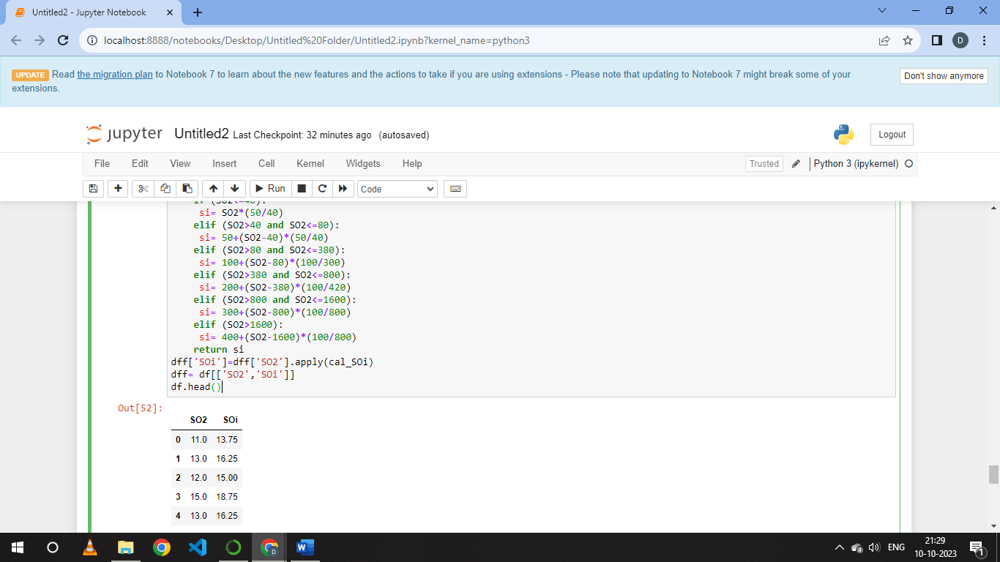 Untitled2 - Jupyter Notebook
localhost:8888/notebooks/Desktop/Untitled%20Folder/Untitled2.ipynb?kernel_name=python3
D
UPDATE Read the migration plan to Notebook 7 to learn about the new features and the actions to take if you are using extensions - Please note that updating to Notebook 7 might break some of your
extensions.
Don't show anymore
jupyter Untitled2 Last Checkpoint: 32 minutes ago (autosaved)
Logout
File Edit View Insert Cell Kernel Widgets Help
Trusted Python 3 (ipykernel)
Run Code
if (SO2<=40):
si= SO2*(50/40)
elif (SO2>40 and SO2<=80):
si= 50+(SO2-40)*(50/40)
elif (SO2>80 and SO2<=380):
si= 100+(SO2-80)*(100/300)
elif (SO2>380 and SO2<=800):
si= 200+(SO2-380)*(100/420)
elif (SO2>800 and SO2<=1600):
si= 300+(SO2-800)*(100/800)
elif (SO2>1600):
si= 400+(SO2-1600)*(100/800)
return si
dff['SOi']=dff['SO2'].apply(cal_SOi)
dff= df[['SO2','SOi']]
df.head()
Out[52]:
SO2 SOi
0 11.0 13.75
1 13.0 16.25
2 12.0 15.00
3 15.0 18.75
4 13.0 16.25
D
W
ENG
21:29
10-10-2023
1